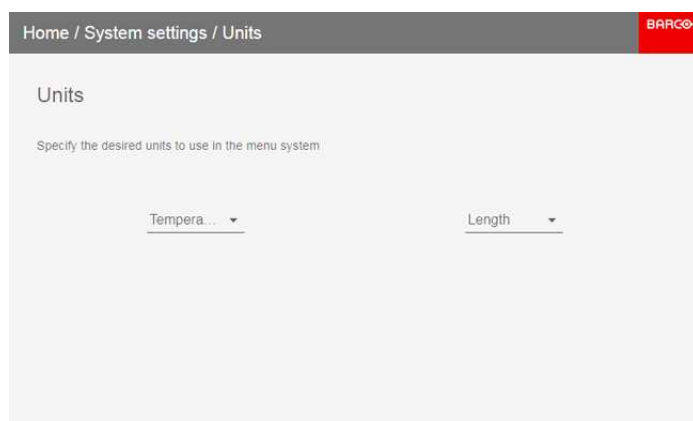 Home / System settings / Units
BARCO
Units
Specify the desired units to use in the menu system
Tempera...
Length